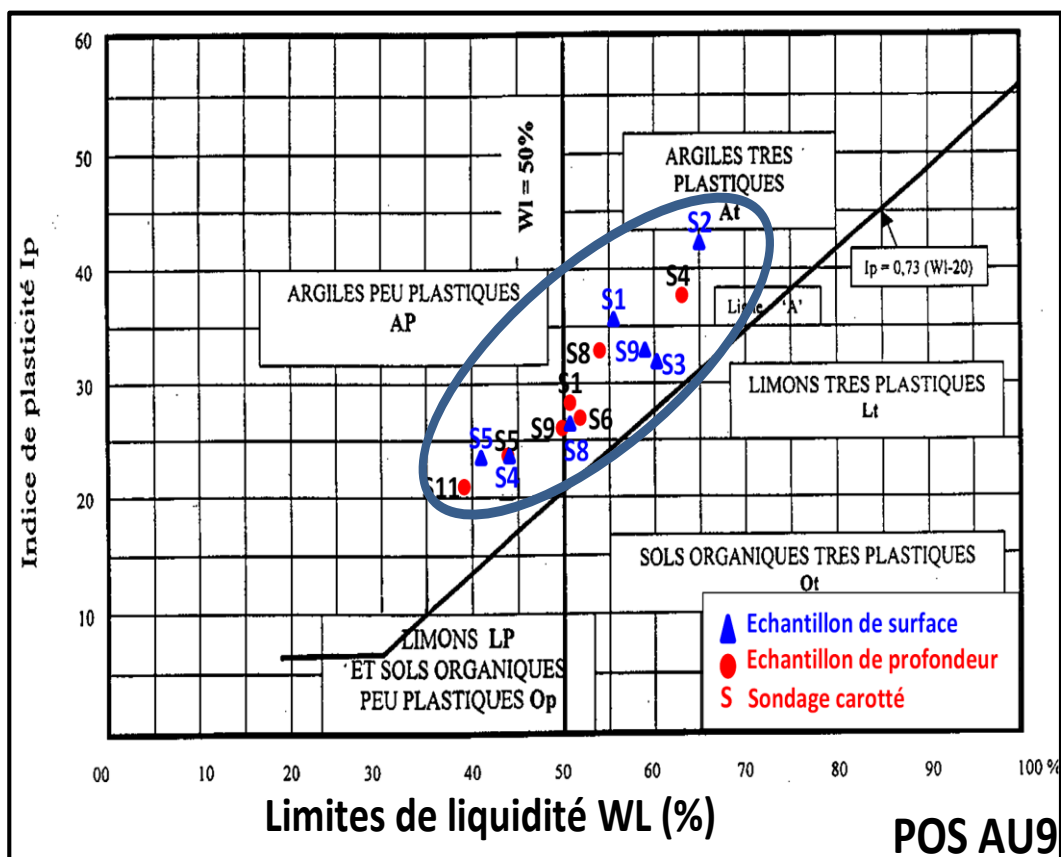 60
50
40
30
20
10
Indice de plasticité Ip
Wl = 50%
ARGILES TRES
PLASTIQUES
At
ARGILES PEU PLASTIQUES
AP
Ip = 0,73 (Wl-20)
'A'
LIMONS TRES PLASTIQUES
Lt
SOLS ORGANIQUES TRES PLASTIQUES
Ot
LIMONS LP
ET SOLS ORGANIQUES
PEU PLASTIQUES Op
S2
S4
S1
S8
S9
S3
S1
S9
S6
S8
S5
S5
S4
S11
Echantillon de surface
Echantillon de profondeur
S Sondage carotté
00 10 20 30 40 50 60 70 80 90 100 %
Limites de liquidité WL (%)
POS AU9